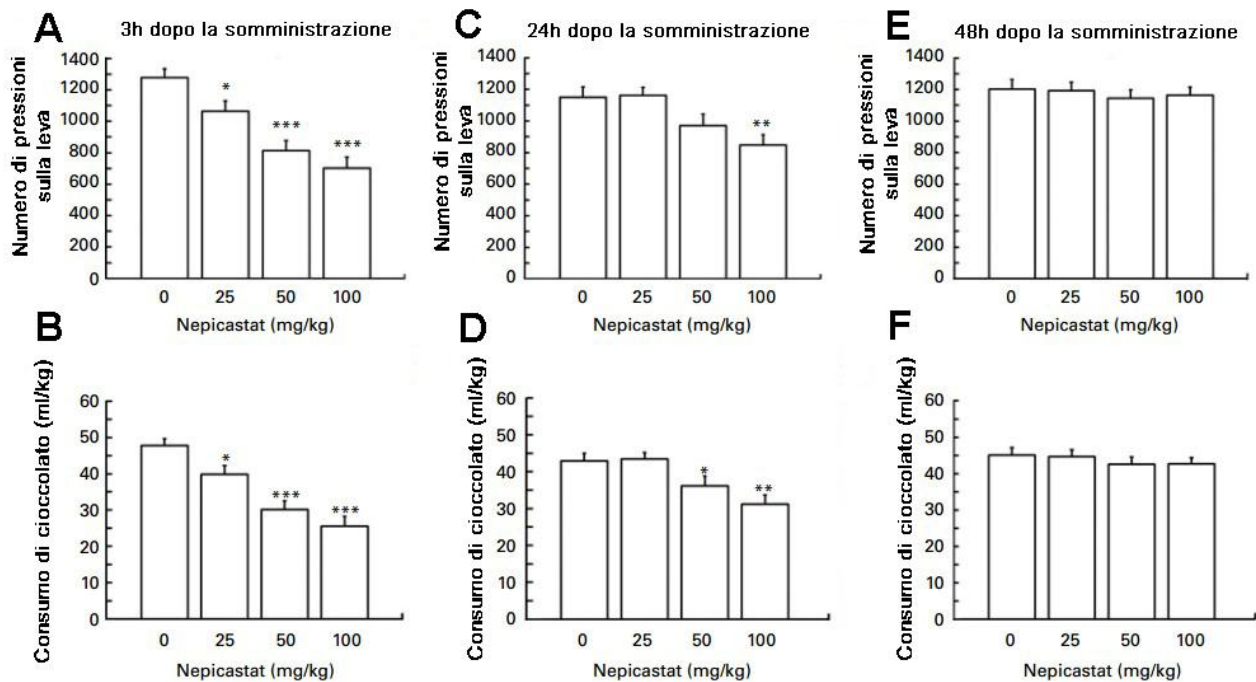 A
3h dopo la somministrazione
Numero di pressioni
sulla leva
1400
1200
1000
800
600
400
200
0
*
***
***
0 25 50 100
Nepicastat (mg/kg)
C
24h dopo la somministrazione
Numero di pressioni
sulla leva
1400
1200
1000
800
600
400
200
0
**
0 25 50 100
Nepicastat (mg/kg)
E
48h dopo la somministrazione
Numero di pressioni
sulla leva
1400
1200
1000
800
600
400
200
0
0 25 50 100
Nepicastat (mg/kg)
B
Consumo di cioccolato (ml/kg)
60
50
40
30
20
10
0
*
***
***
0 25 50 100
Nepicastat (mg/kg)
D
Consumo di cioccolato (ml/kg)
60
50
40
30
20
10
0
*
**
0 25 50 100
Nepicastat (mg/kg)
F
Consumo di cioccolato (ml/kg)
60
50
40
30
20
10
0
0 25 50 100
Nepicastat (mg/kg)